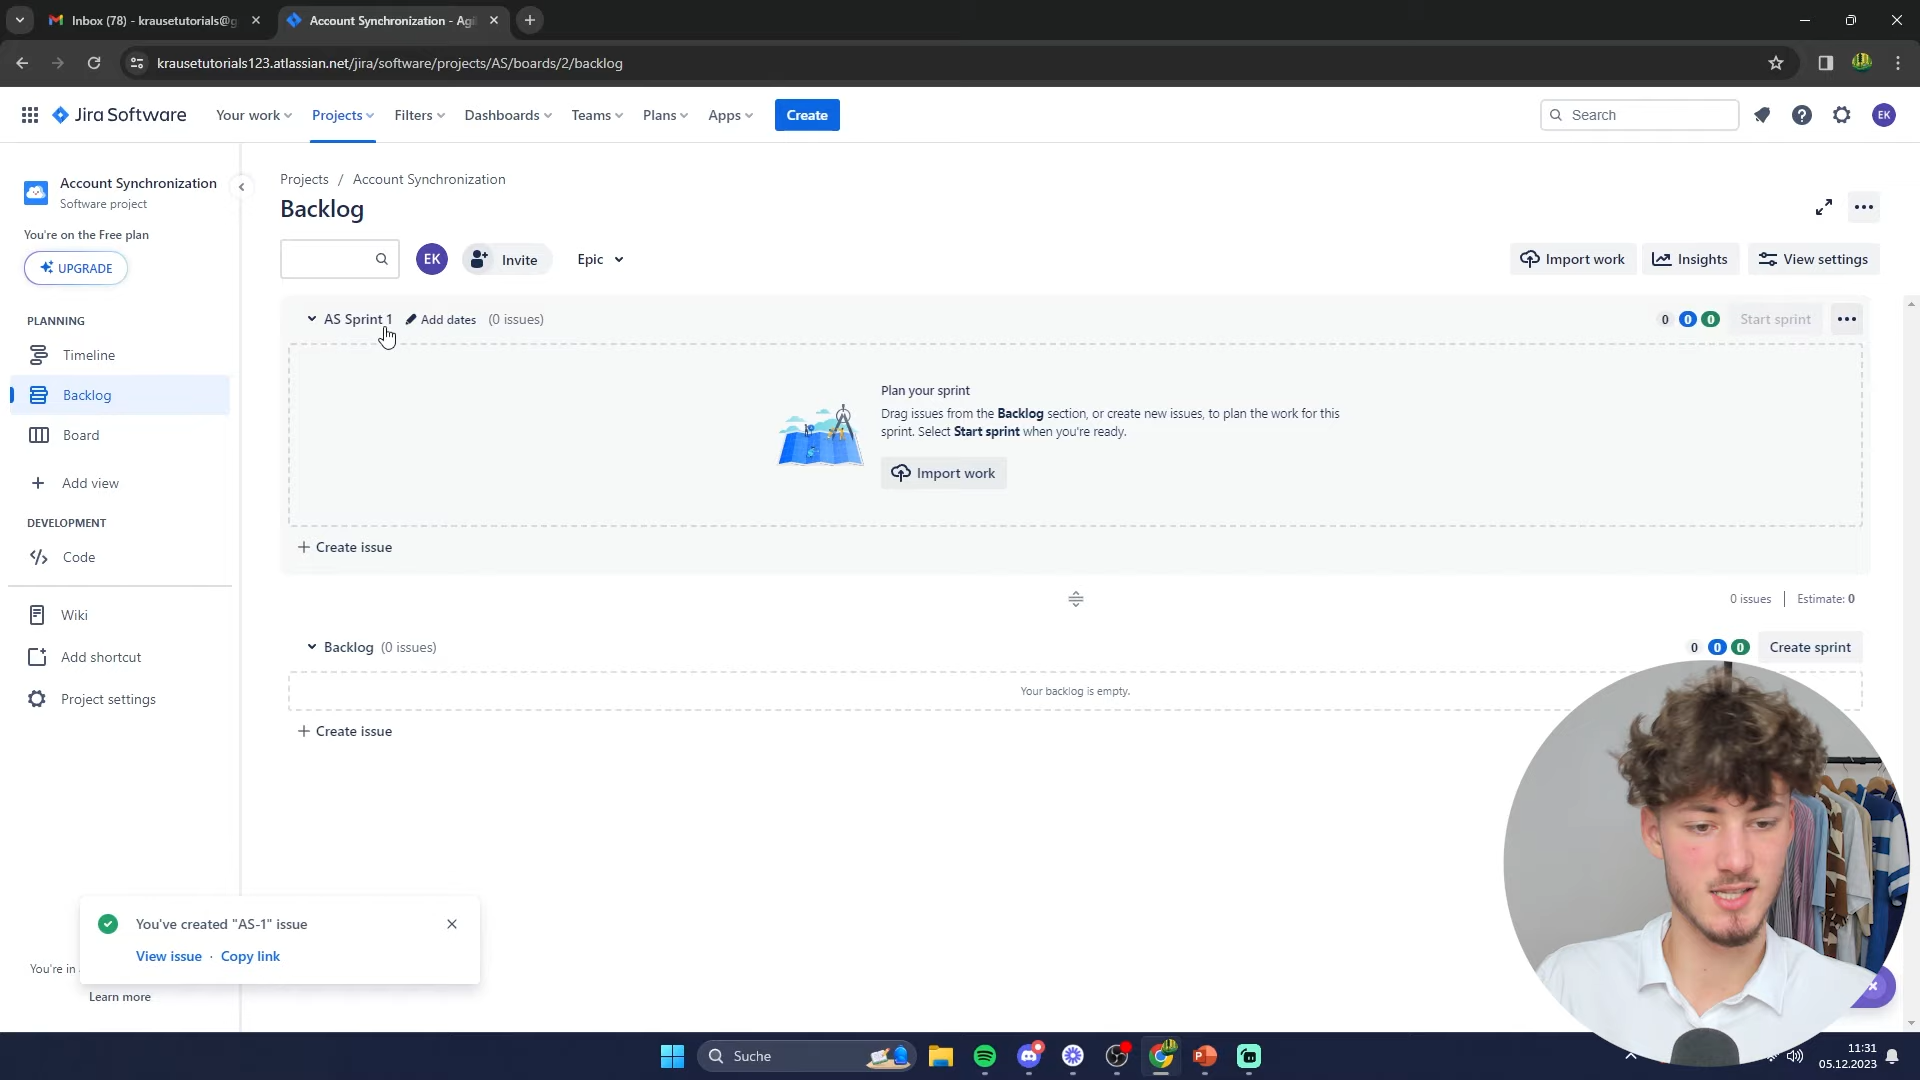 Inbox (78) - krausetutorials@g
Account Synchronization - Agil
krausetutorials123.atlassian.net/jira/software/projects/AS/boards/2/backlog
Jira Software
Your work
Projects
Filters
Dashboards
Teams
Plans
Apps
Create
Search
EK
Account Synchronization
Software project
You're on the Free plan
UPGRADE
PLANNING
Timeline
Backlog
Board
Add view
DEVELOPMENT
Code
Wiki
Add shortcut
Project settings
You're in
Learn more
Projects / Account Synchronization
Backlog
EK
Invite
Epic
Import work
Insights
View settings
AS Sprint 1
Add dates
(0 issues)
0 0 0
Start sprint
Plan your sprint
Drag issues from the Backlog section, or create new issues, to plan the work for this
sprint. Select Start sprint when you're ready.
Import work
+ Create issue
0 issues | Estimate: 0
Backlog (0 issues)
0 0 0
Create sprint
Your backlog is empty.
+ Create issue
You've created "AS-1" issue
View issue · Copy link
Suche
11:31
05.12.2023